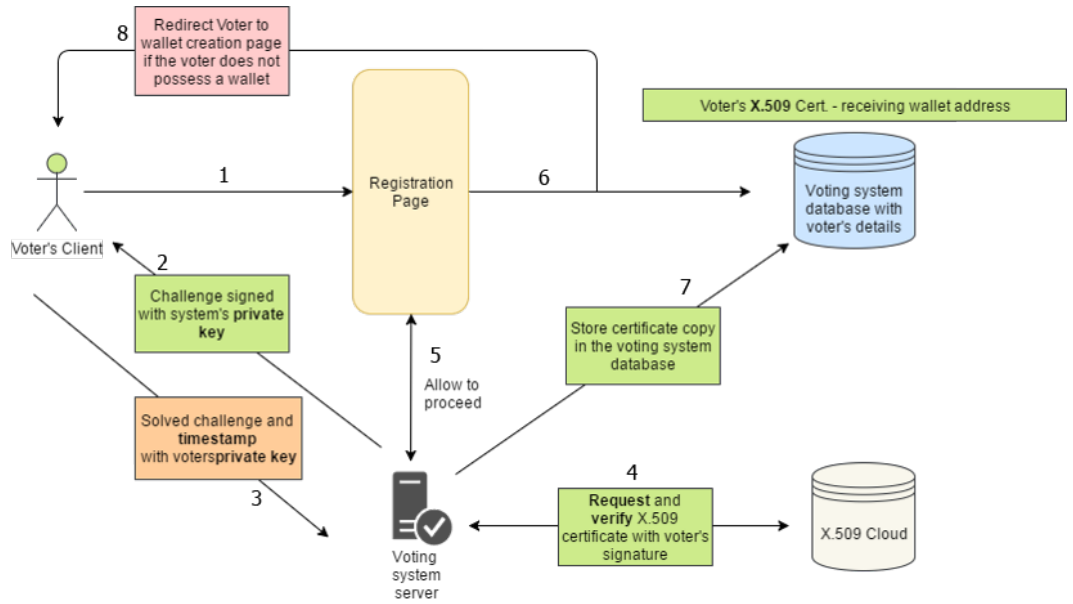 8
Redirect Voter to
wallet creation page
if the voter does not
possess a wallet
Voter's X.509 Cert. - receiving wallet address
1
Registration
Page
6
Voting system
database with
voter's details
Voter's Client
2
Challenge signed
with system's private
key
7
Store certificate copy
in the voting system
database
5
Allow to
proceed
Solved challenge and
timestamp
with votersprivate key
3
4
Request and
verify X.509
certificate with voter's
signature
X.509 Cloud
Voting
system
server